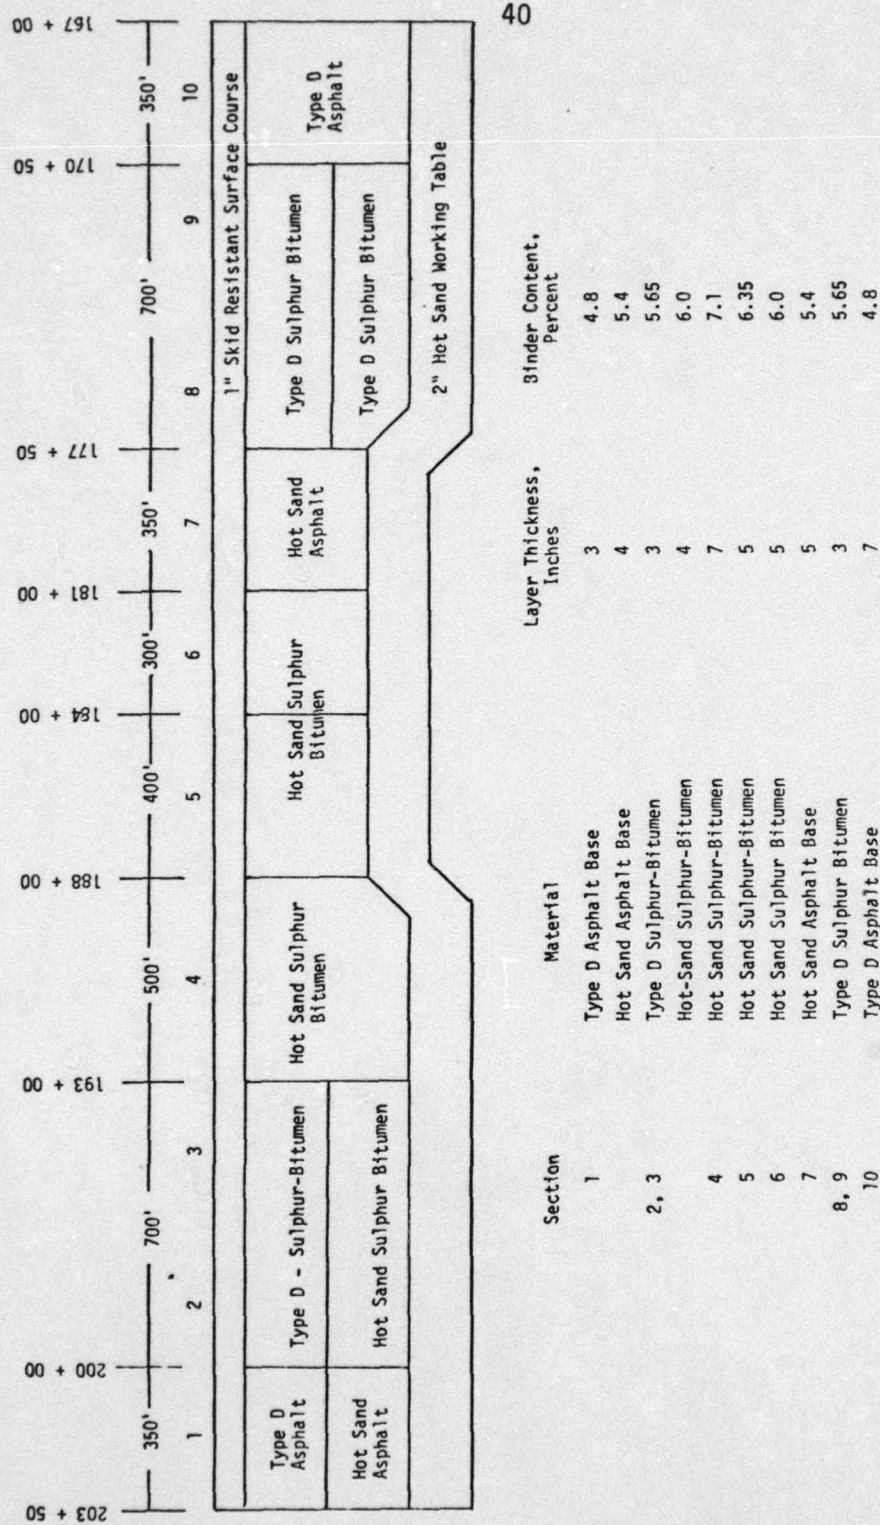 40
203 + 50
200 + 00
193 + 00
188 + 00
184 + 00
181 + 00
177 + 50
170 + 50
167 + 00
350' 700' 500' 400' 300' 350' 700' 350'
1 2 3 4 5 6 7 8 9 10
1" Skid Resistant Surface Course
Type D
Asphalt
Hot Sand
Asphalt
Type D - Sulphur-Bitumen
Hot Sand Sulphur Bitumen
Hot Sand Sulphur
Bitumen
Hot Sand Sulphur
Bitumen
Hot Sand
Asphalt
Type D Sulphur Bitumen
Type D Sulphur Bitumen
Type D
Asphalt
2" Hot Sand Working Table
Section Material Layer Thickness, Inches Binder Content, Percent
1 Type D Asphalt Base 3 4.8
Hot Sand Asphalt Base 4 5.4
2, 3 Type D Sulphur-Bitumen 3 5.65
Hot-Sand Sulphur-Bitumen 4 6.0
4 Hot Sand Sulphur-Bitumen 7 7.1
5 Hot Sand Sulphur-Bitumen 5 6.35
6 Hot Sand Sulphur Bitumen 5 6.0
7 Hot Sand Asphalt Base 5 5.4
8, 9 Type D Sulphur Bitumen 3 5.65
10 Type D Asphalt Base 7 4.8